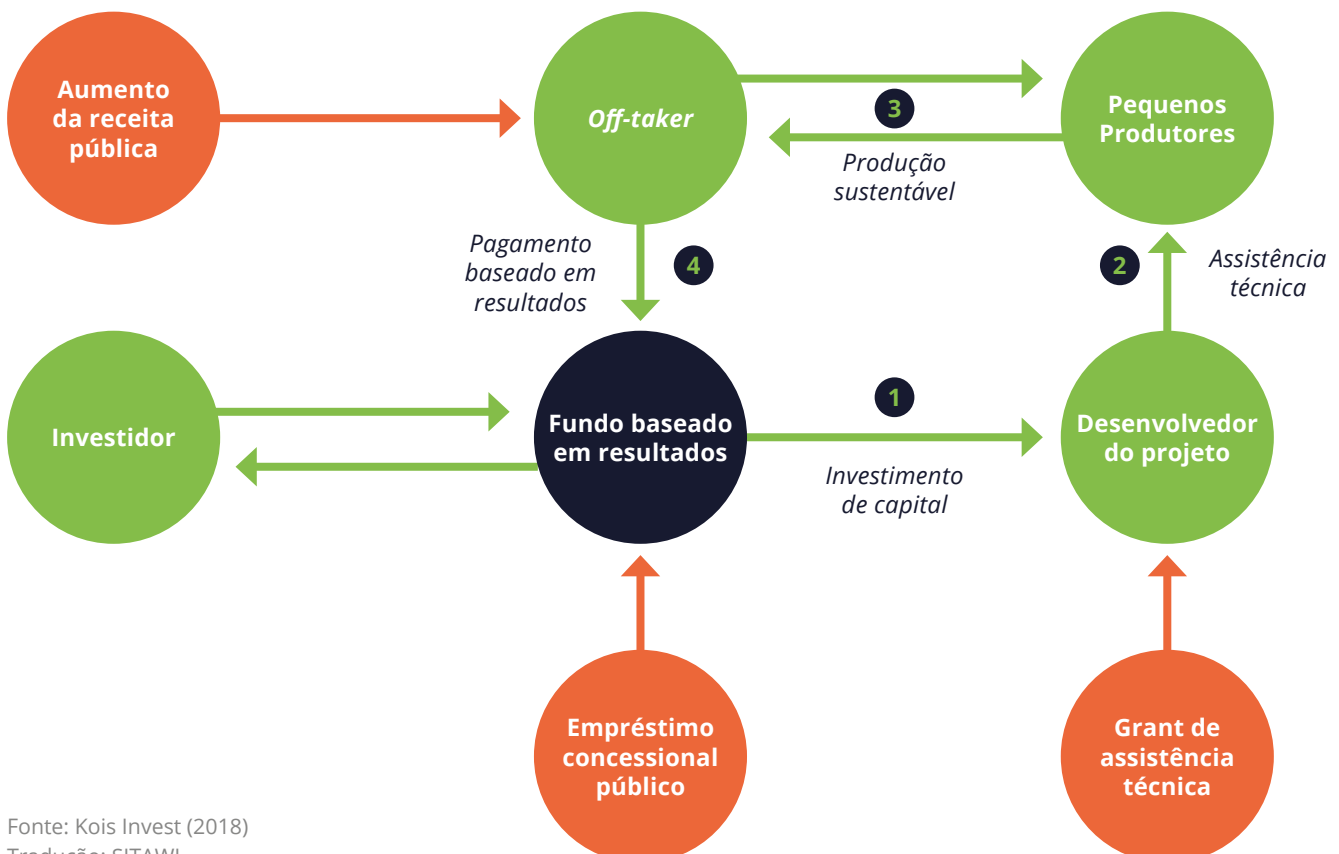 Aumento
da receita
pública
Off-taker
3
Produção
sustentável
Pequenos
Produtores
Pagamento
baseado em
resultados
4
2
Assistência
técnica
Investidor
Fundo baseado
em resultados
1
Investimento
de capital
Desenvolvedor
do projeto
Empréstimo
concessional
público
Grant de
assistência
técnica
Fonte: Kois Invest (2018)
Tradução: SITAWI